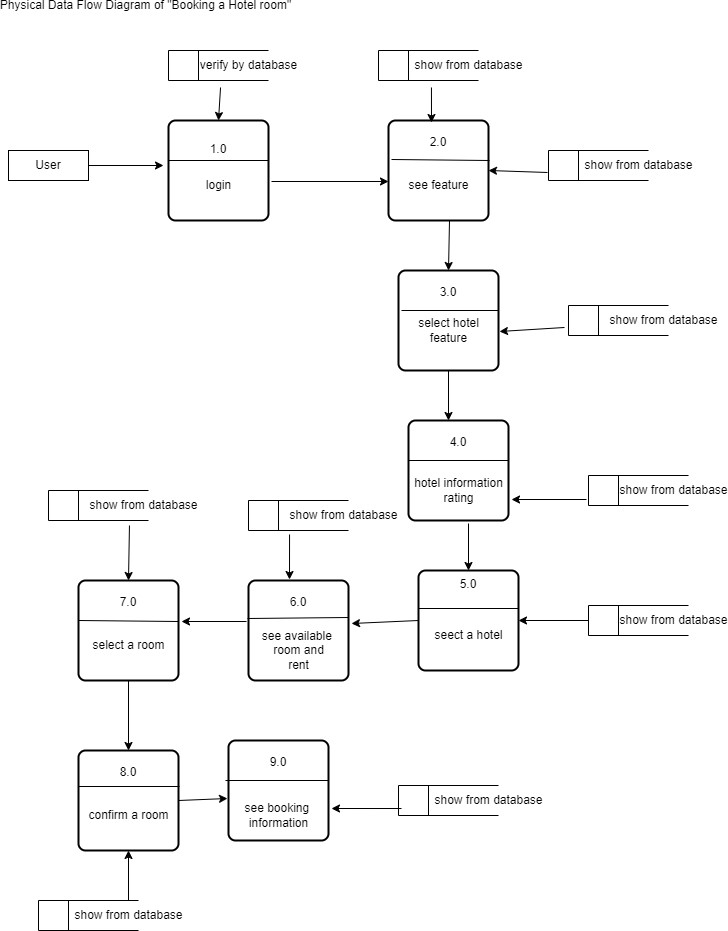 Physical Data Flow Diagram of "Booking a Hotel room"
verify by database
show from database
1.0
login
2.0
see feature
User
show from database
3.0
select hotel
feature
show from database
4.0
hotel information
rating
show from database
show from database
show from database
5.0
seect a hotel
show from database
6.0
see available
room and
rent
7.0
select a room
8.0
confirm a room
9.0
see booking
information
show from database
show from database